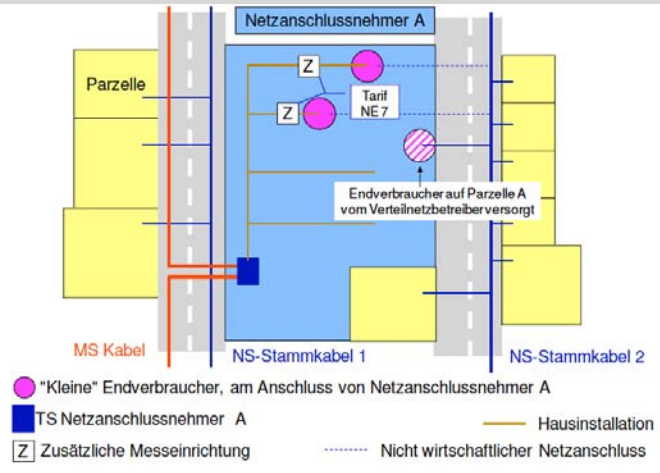 Netzanschlussnehmer A
Parzelle
Z
Tarif
NE 7
Z
Endverbraucher auf Parzelle A
vom Verteilnetzbetreiber versorgt
MS Kabel
NS-Stammkabel 1
NS-Stammkabel 2
"Kleine" Endverbraucher, am Anschluss von Netzanschlussnehmer A
TS Netzanschlussnehmer A
Hausinstallation
Z Zusätzliche Messeinrichtung
Nicht wirtschaftlicher Netzanschluss